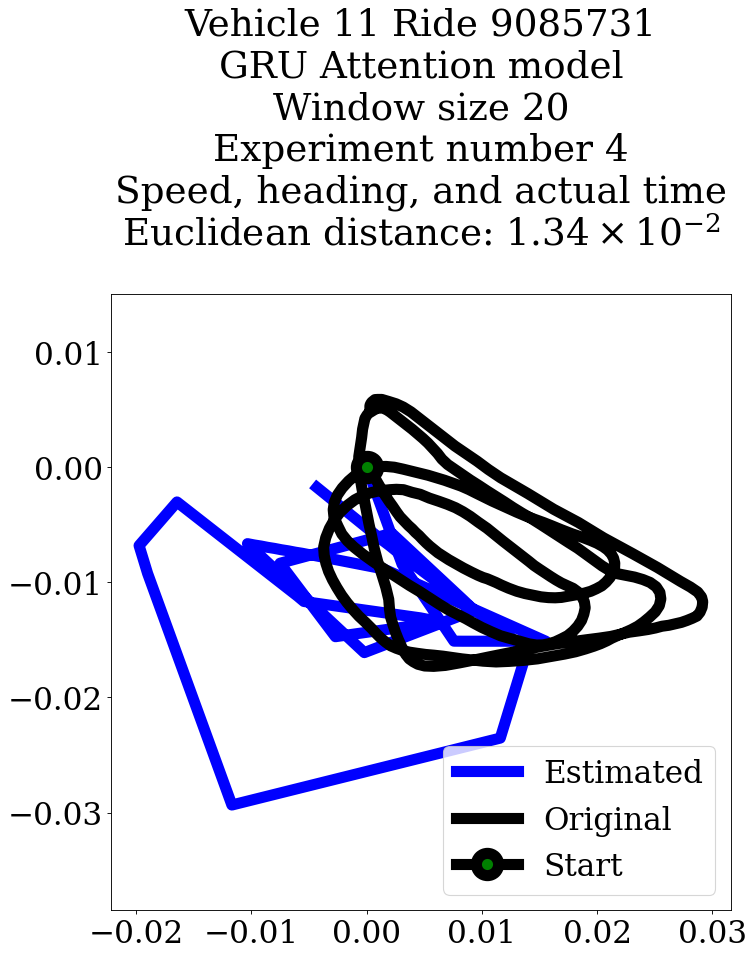 Vehicle 11 Ride 9085731
GRU Attention model
Window size 20
Experiment number 4
Speed, heading, and actual time
Euclidean distance: 1.34 × 10⁻²
0.01
0.00
−0.01
−0.02
−0.03
Estimated
Original
Start
−0.02 −0.01 0.00 0.01 0.02 0.03